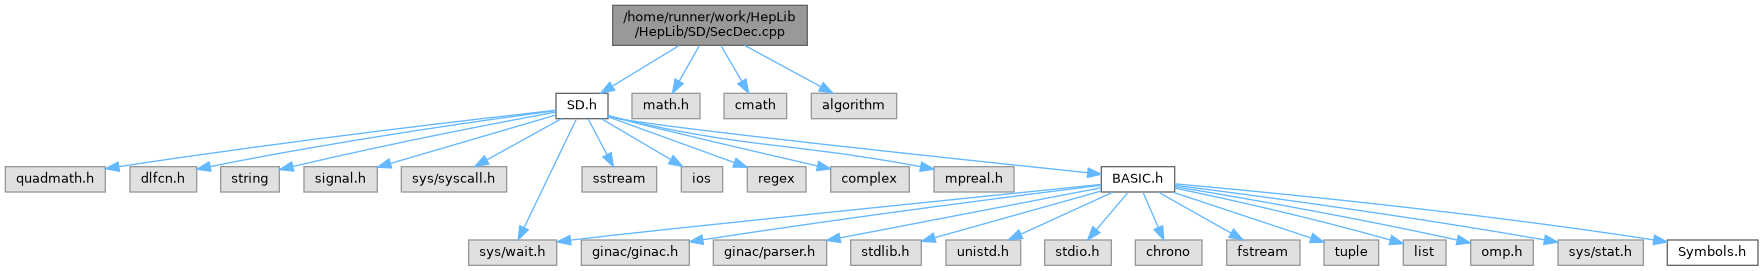 /home/runner/work/HepLib
/HepLib/SD/SecDec.cpp
SD.h
math.h
cmath
algorithm
quadmath.h
dlfcn.h
string
signal.h
sys/syscall.h
sstream
ios
regex
complex
mpreal.h
BASIC.h
sys/wait.h
ginac/ginac.h
ginac/parser.h
stdlib.h
unistd.h
stdio.h
chrono
fstream
tuple
list
omp.h
sys/stat.h
Symbols.h